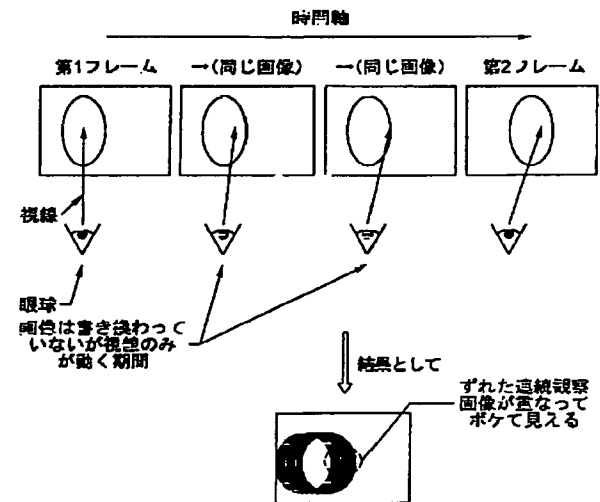 時間軸
第1フレーム
→(同じ画像)
→(同じ画像)
第2フレーム
視線
眼球
画像は書き換わって
いないが視線のみ
が動く期間
結果として
ずれた連続観察
画像が重なって
ボケて見える